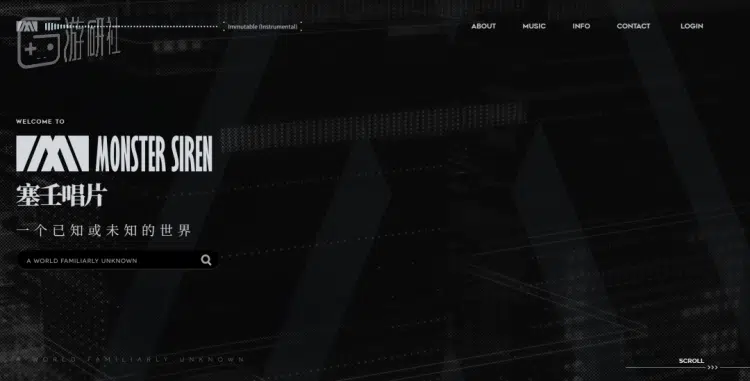 游研社
Immutable (Instrumental)
ABOUT
MUSIC
INFO
CONTACT
LOGIN
WELCOME TO
MONSTER SIREN
塞壬唱片
一个已知或未知的世界
A WORLD FAMILIARLY UNKNOWN
A WORLD FAMILIARLY UNKNOWN
SCROLL